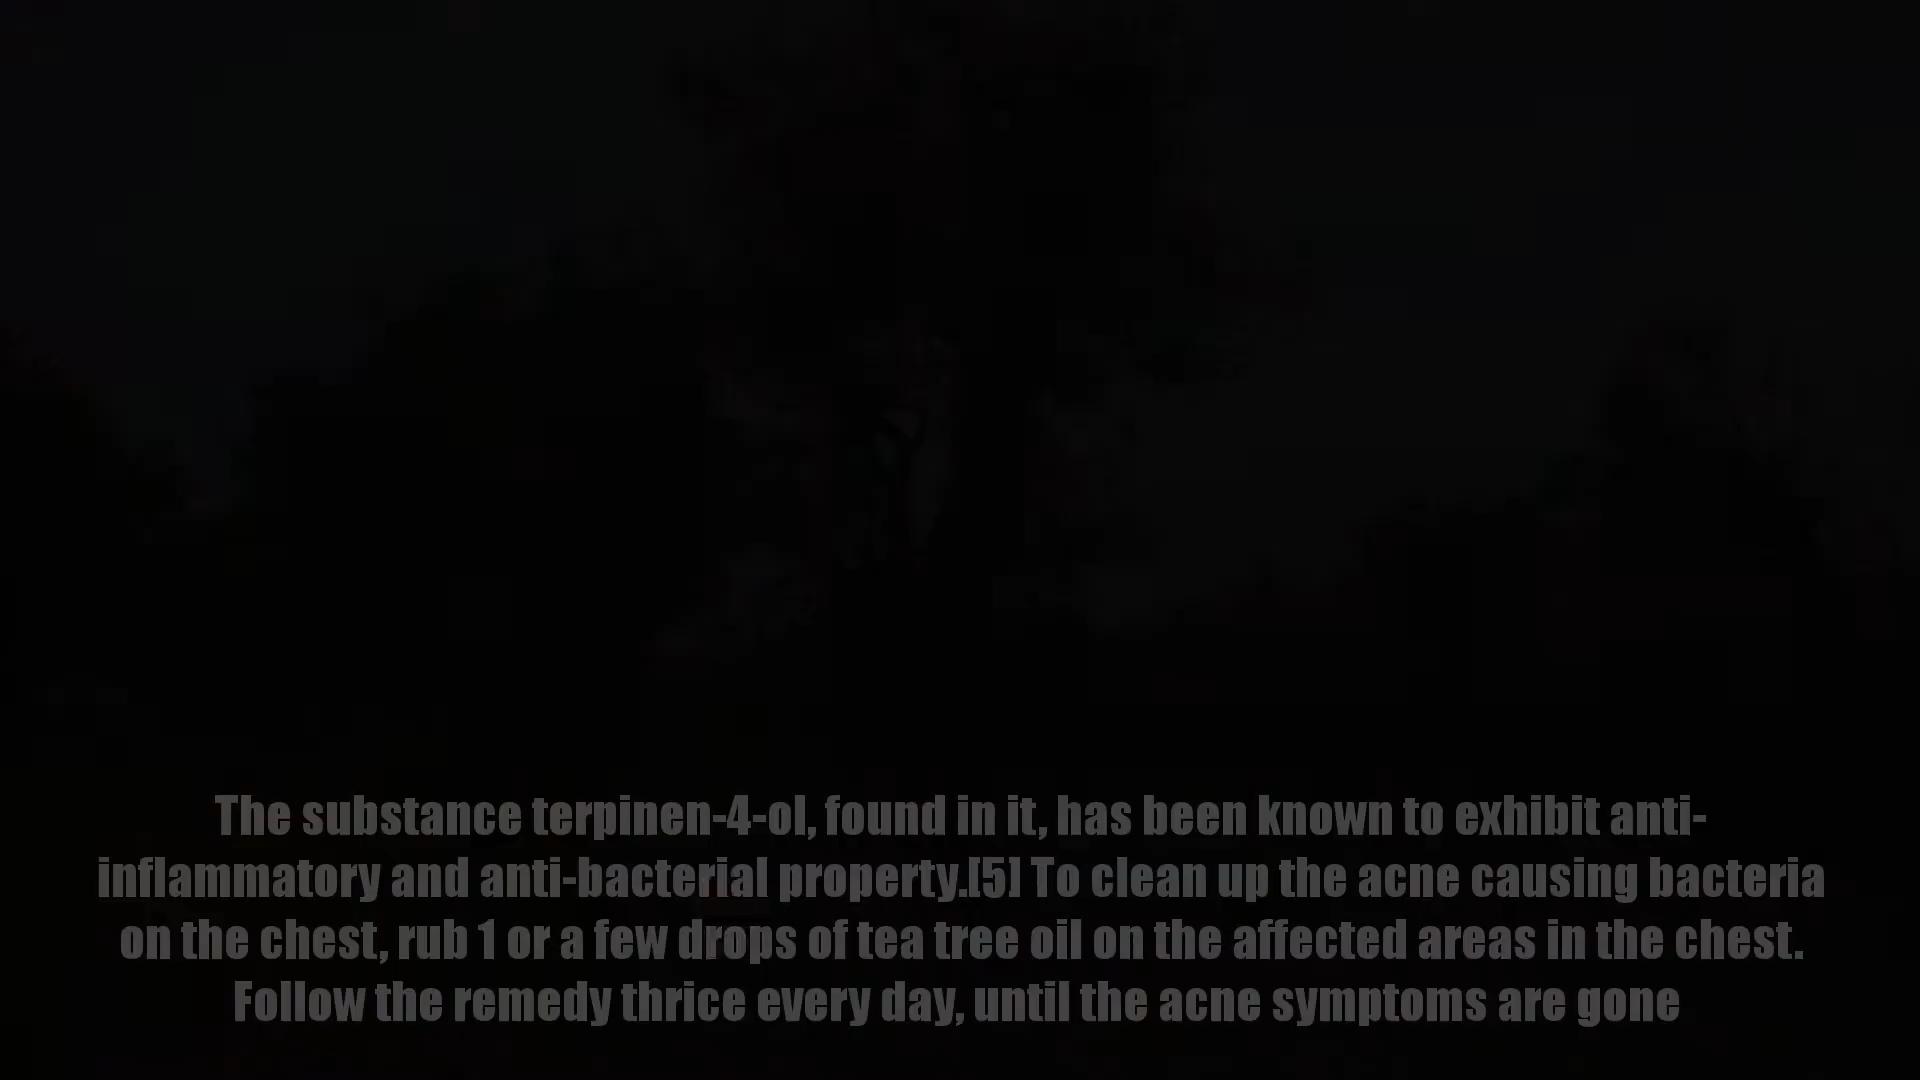 The substance terpinen-4-ol, found in it, has been known to exhibit anti-
inflammatory and anti-bacterial property.[5] To clean up the acne causing bacteria
on the chest, rub 1 or a few drops of tea tree oil on the affected areas in the chest.
Follow the remedy thrice every day, until the acne symptoms are gone